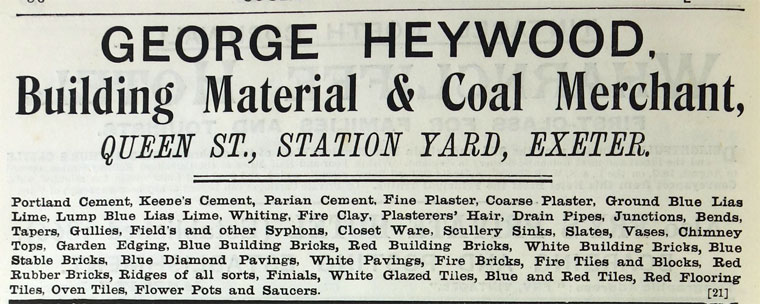 GEORGE HEYWOOD,
Building Material & Coal Merchant,
QUEEN ST., STATION YARD, EXETER.
Portland Cement, Keene's Cement, Parian Cement, Fine Plaster, Coarse Plaster, Ground Blue Lias
Lime, Lump Blue Lias Lime, Whiting, Fire Clay, Plasterers' Hair, Drain Pipes, Junctions, Bends,
Tapers, Gullies, Field's and other Syphons, Closet Ware, Scullery Sinks, Slates, Vases, Chimney
Tops, Garden Edging, Blue Building Bricks, Red Building Bricks, White Building Bricks, Blue
Stable Bricks, Blue Diamond Pavings, White Pavings, Fire Bricks, Fire Tiles and Blocks, Red
Rubber Bricks, Ridges of all sorts, Finials, White Glazed Tiles, Blue and Red Tiles, Red Flooring
Tiles, Oven Tiles, Flower Pots and Saucers. [21]